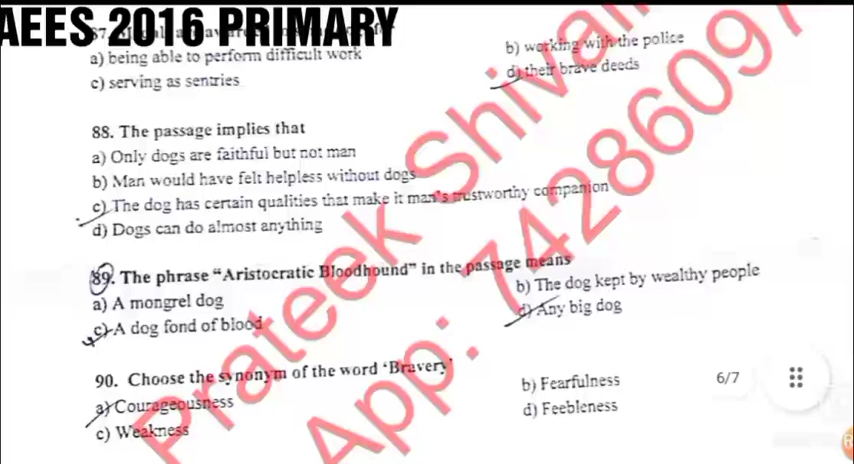 AEES 2016 PRIMARY
87.
a) being able to perform difficult work
b) working with the police
c) serving as sentries
d) their brave deeds
88. The passage implies that
a) Only dogs are faithful but not man
b) Man would have felt helpless without dogs
c) The dog has certain qualities that make it man's trustworthy companion
d) Dogs can do almost anything
89. The phrase “Aristocratic Bloodhound” in the passage means
a) A mongrel dog
b) The dog kept by wealthy people
c) A dog fond of blood
d) Any big dog
90. Choose the synonym of the word ‘Bravery’
a) Courageousness
b) Fearfulness
c) Weakness
d) Feebleness
6/7
Prateek Shivam
App: 74286097